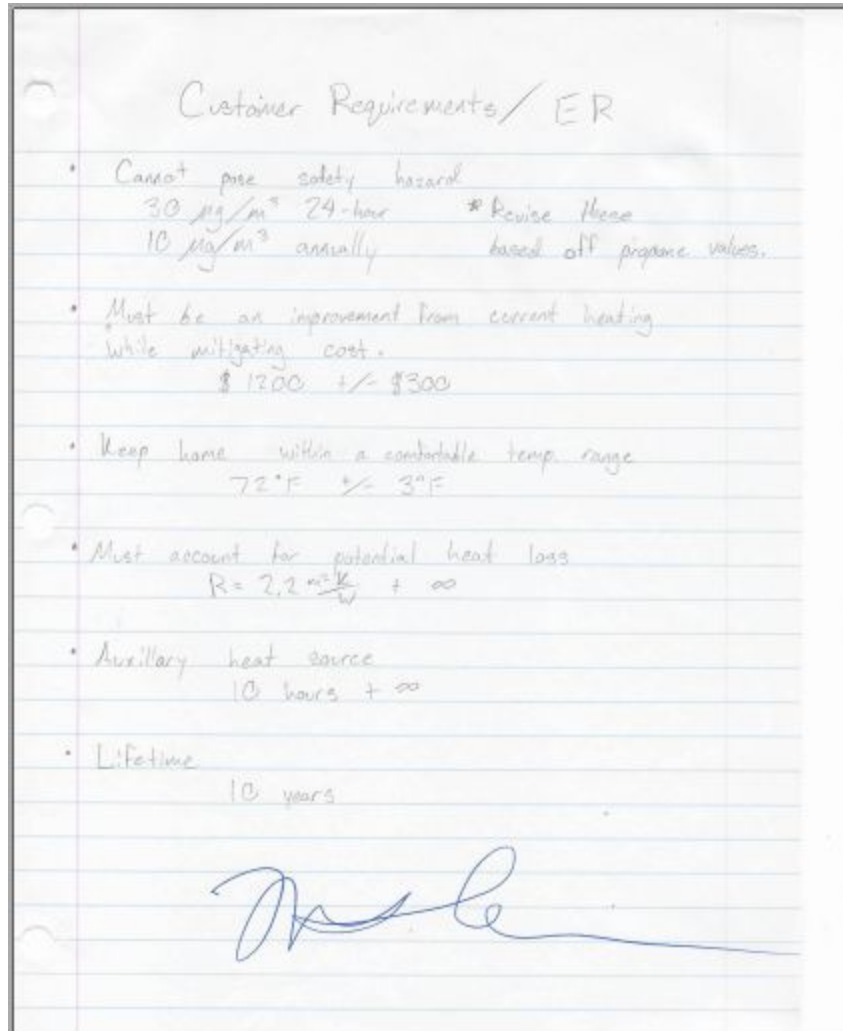 Customer Requirements/ ER
• Cannot pose safety hazard
30 µg/m³ 24-hour * Revise these
10 µg/m³ annually based off propane values.
• Must be an improvement from current heating
while mitigating cost.
$1200 +/- $300
• Keep home within a comfortable temp. range
72°F +/- 3°F
• Must account for potential heat loss
R= 2.2 m²K/W + ∞
• Auxillary heat source
10 hours + ∞
• Lifetime
10 years